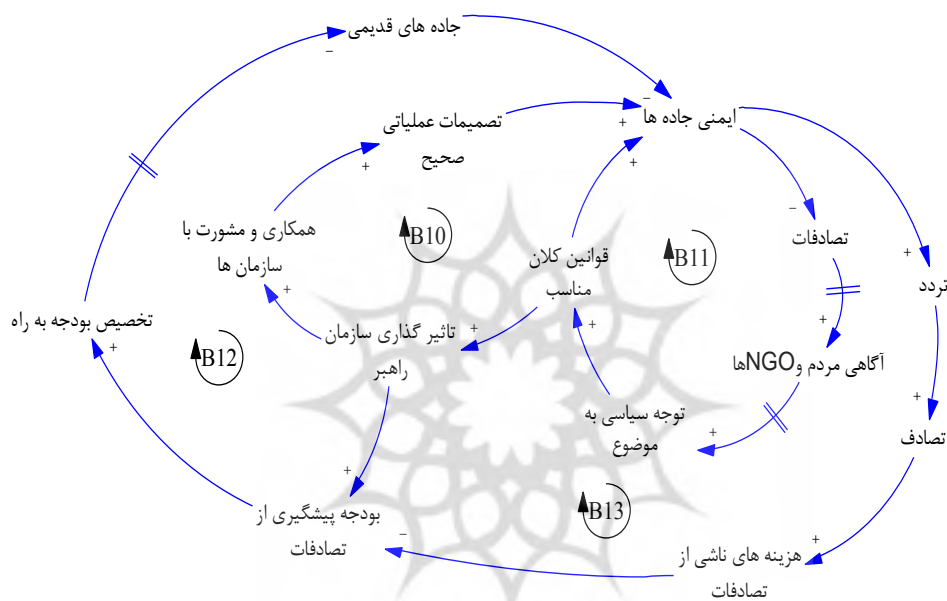 جاده های قدیمی
ایمنی جاده ها
تصمیمات عملیاتی
صحیح
همکاری و مشورت با
سازمان ها
B10
B11
قوانین کلان
مناسب
تصادفات
تردد
تخصیص بودجه به راه
B12
تاثیر گذاری سازمان
راهبر
آگاهی مردم وNGOها
توجه سیاسی به
موضوع
تصادف
بودجه پیشگیری از
تصادفات
B13
هزینه های ناشی از
تصادفات